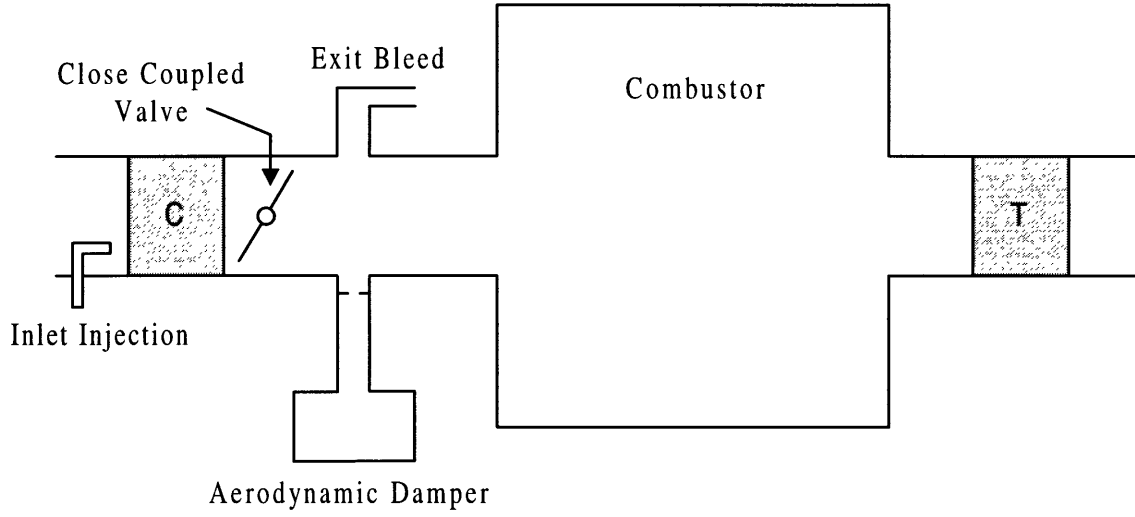 Exit Bleed
Close Coupled
Valve
Combustor
C
T
Inlet Injection
Aerodynamic Damper